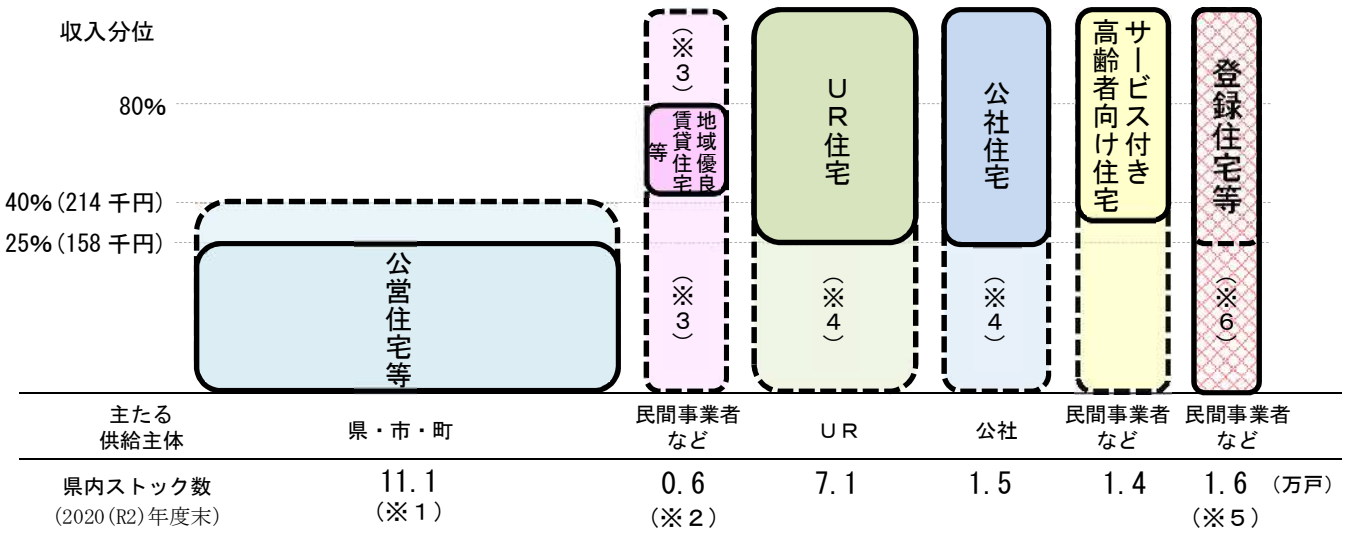 収入分位
80%
40%(214 千円)
25%(158 千円)
公営住宅等
(※3)
地域優良
賃貸住宅
等
(※3)
UR住宅
(※4)
公社住宅
(※4)
サービス付き
高齢者向け住宅
登録住宅等
(※6)
主たる
供給主体
県・市・町
民間事業者
など
UR
公社
民間事業者
など
民間事業者
など
県内ストック数
(2020(R2)年度末)
11.1
(※1)
0.6
(※2)
7.1
1.5
1.4
1.6 (万戸)
(※5)